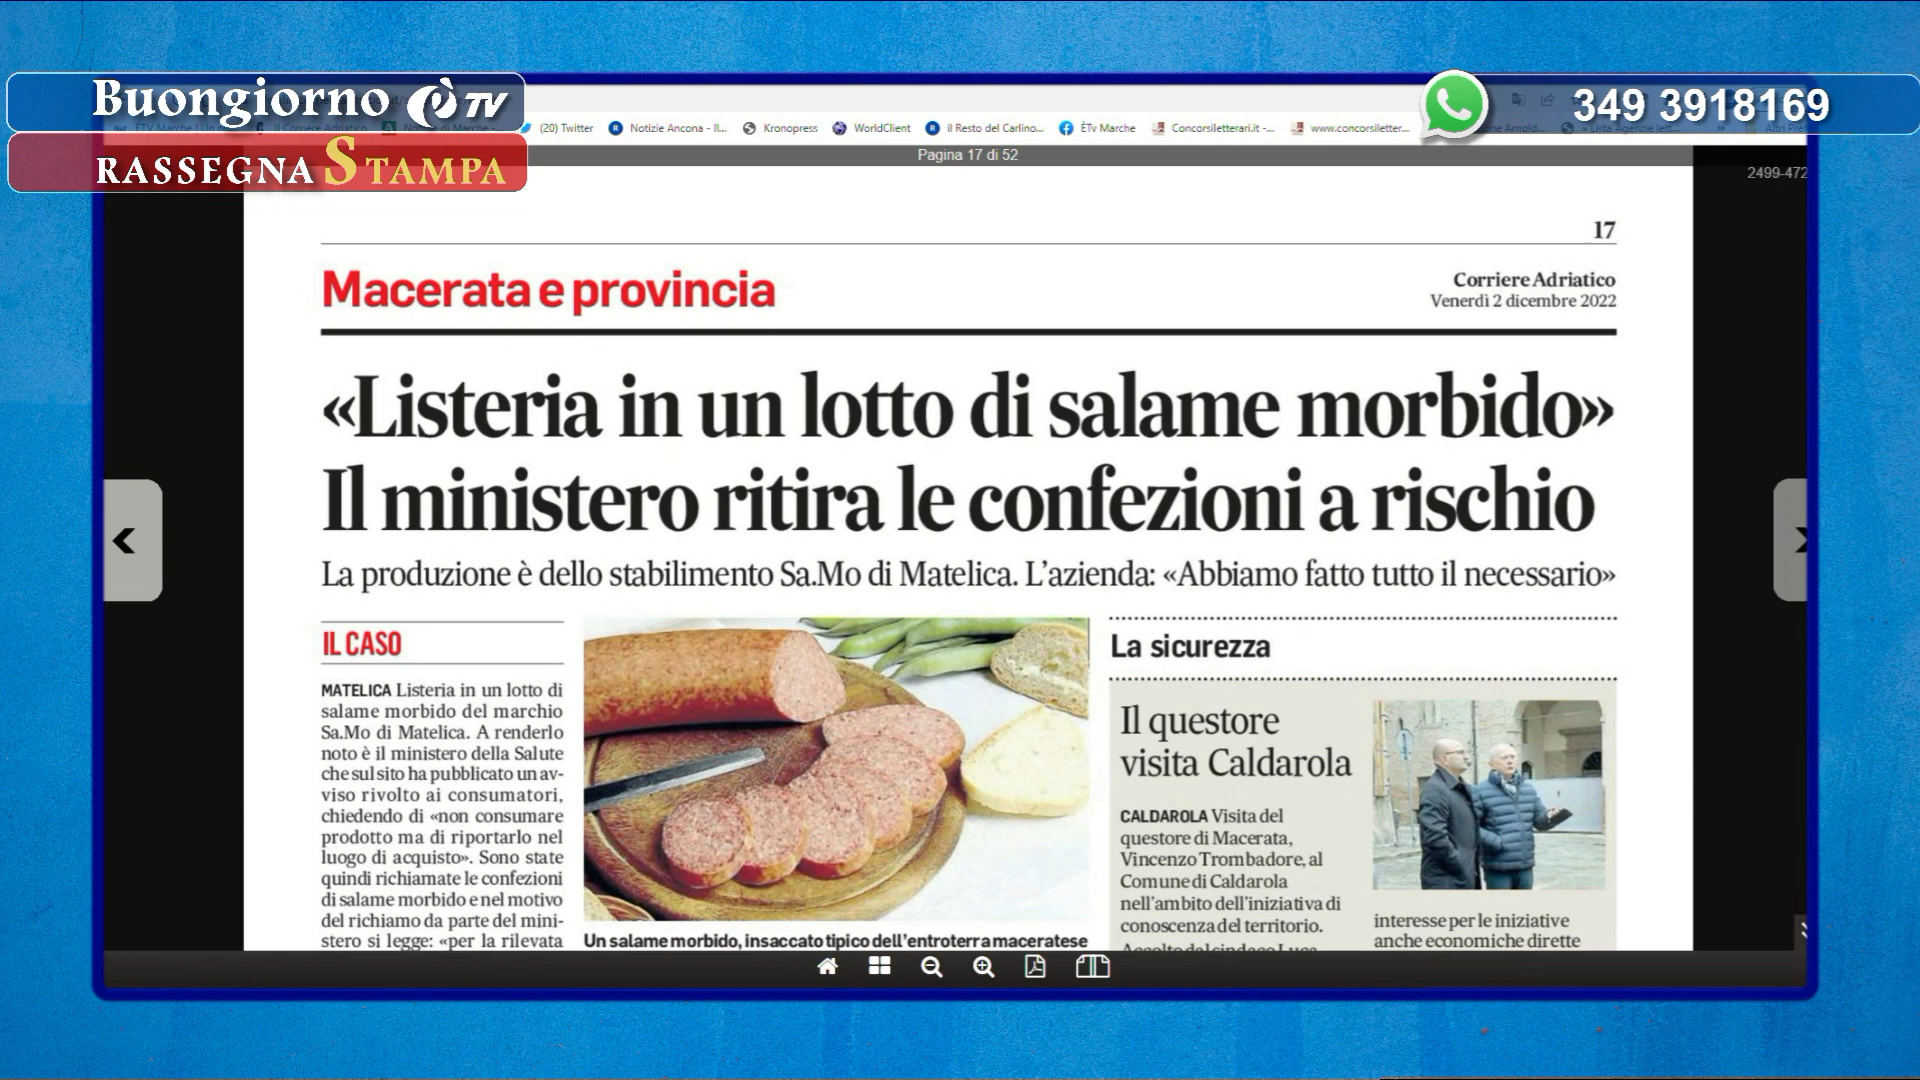 Buongiorno èTV
RASSEGNA STAMPA
349 3918169
(20) Twitter
Notizie Ancona - Il...
Kronopress
WorldClient
il Resto del Carlino...
ÈTv Marche
Concorsiletterari.it -...
www.concorsiletter...
Pagina 17 di 52
2499-472
17
Macerata e provincia
Corriere Adriatico
Venerdì 2 dicembre 2022
«Listeria in un lotto di salame morbido»
Il ministero ritira le confezioni a rischio
La produzione è dello stabilimento Sa.Mo di Matelica. L'azienda: «Abbiamo fatto tutto il necessario»
IL CASO
MATELICA Listeria in un lotto di
salame morbido del marchio
Sa.Mo di Matelica. A renderlo
noto è il ministero della Salute
che sul sito ha pubblicato un av-
viso rivolto ai consumatori,
chiedendo di «non consumare
prodotto ma di riportarlo nel
luogo di acquisto». Sono state
quindi richiamate le confezioni
di salame morbido e nel motivo
del richiamo da parte del mini-
stero si legge: «per la rilevata
Un salame morbido, insaccato tipico dell'entroterra maceratese
La sicurezza
Il questore
visita Caldarola
CALDAROLA Visita del
questore di Macerata,
Vincenzo Trombadore, al
Comune di Caldarola
nell'ambito dell'iniziativa di
conoscenza del territorio.
Accolto dal sindaco Luca
interesse per le iniziative
anche economiche dirette